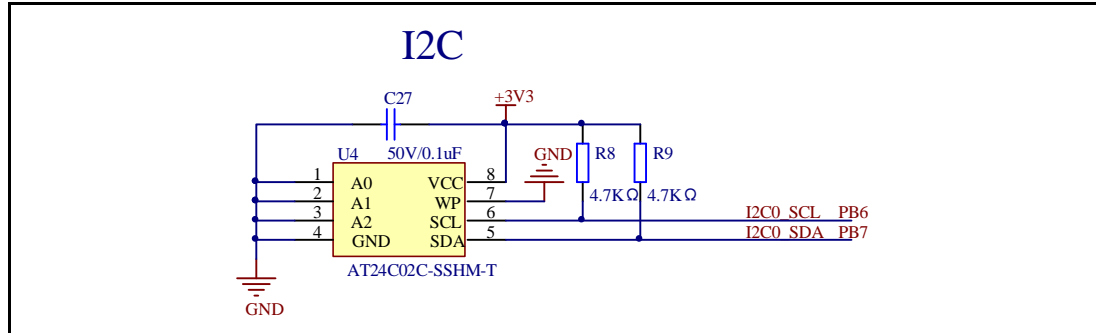 I2C
+3V3
C27
50V/0.1uF
U4
GND
R8
R9
4.7KΩ
4.7KΩ
1 A0 VCC 8
2 A1 WP 7
3 A2 SCL 6
4 GND SDA 5
I2C0_SCL PB6
I2C0_SDA PB7
AT24C02C-SSHM-T
GND